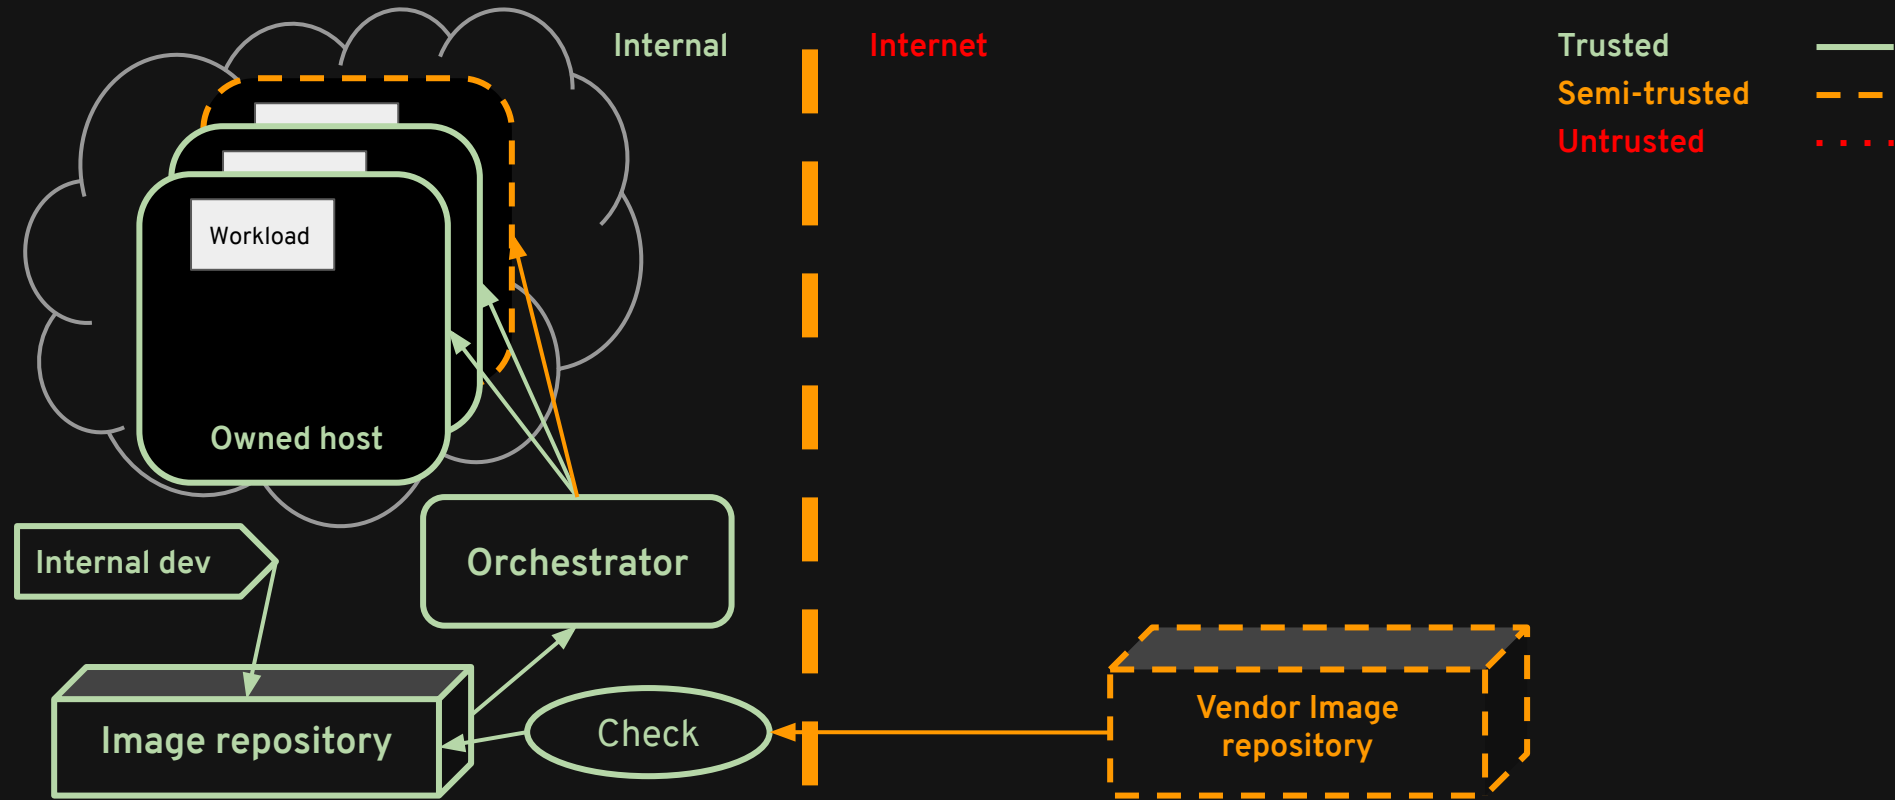 Internal
Internet
Trusted
Semi-trusted
Untrusted
Workload
Owned host
Internal dev
Orchestrator
Image repository
Check
Vendor Image
repository